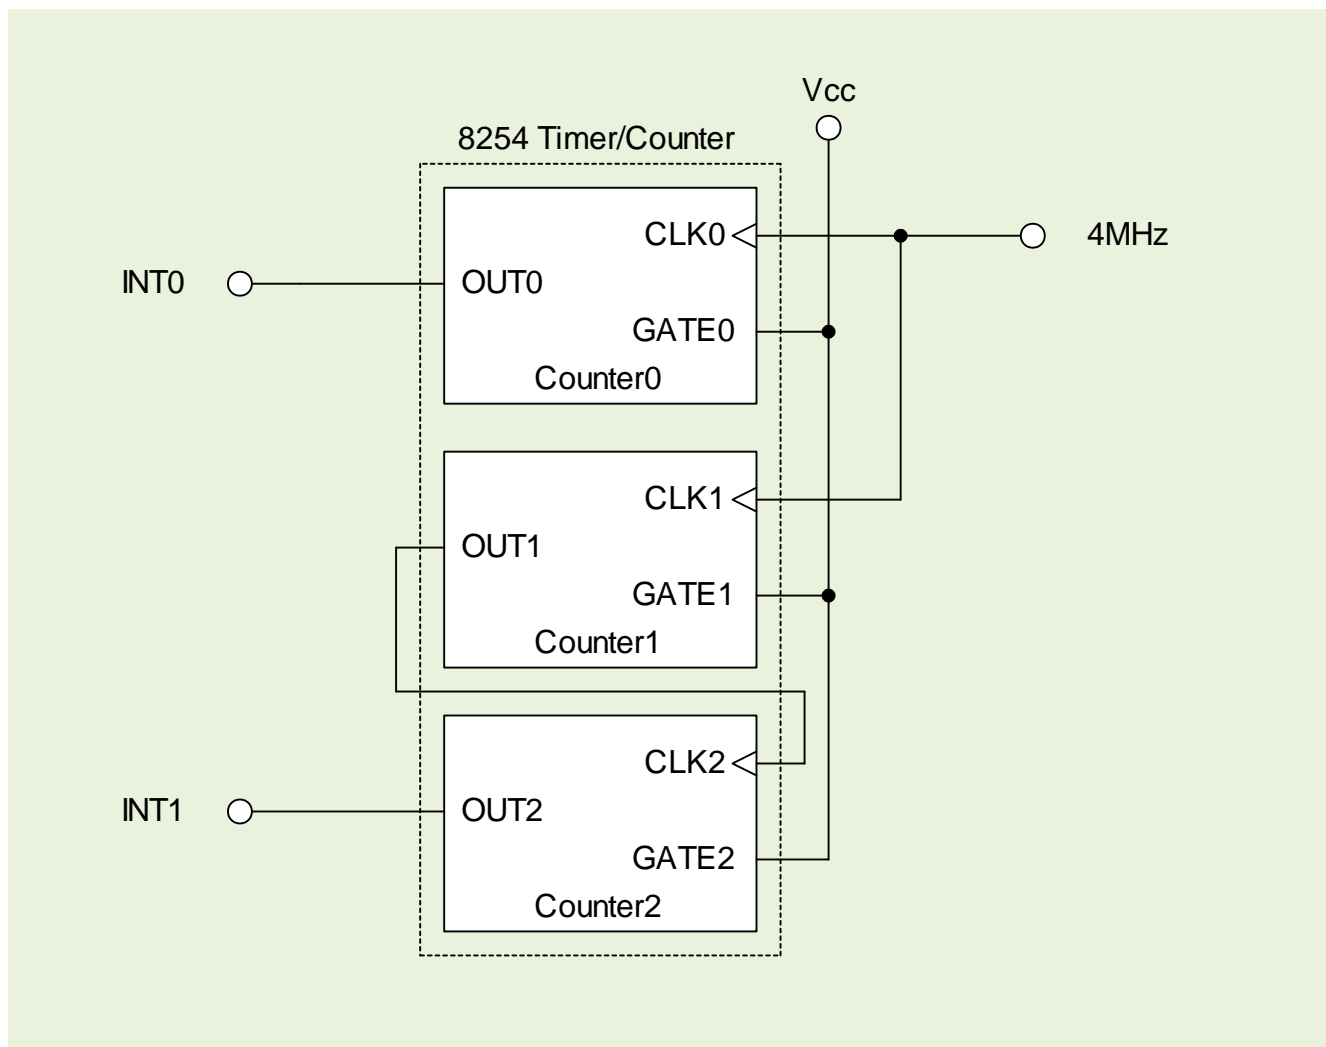 Vcc
8254 Timer/Counter
CLK0
4MHz
INT0
OUT0
GATE0
Counter0
CLK1
OUT1
GATE1
Counter1
CLK2
INT1
OUT2
GATE2
Counter2